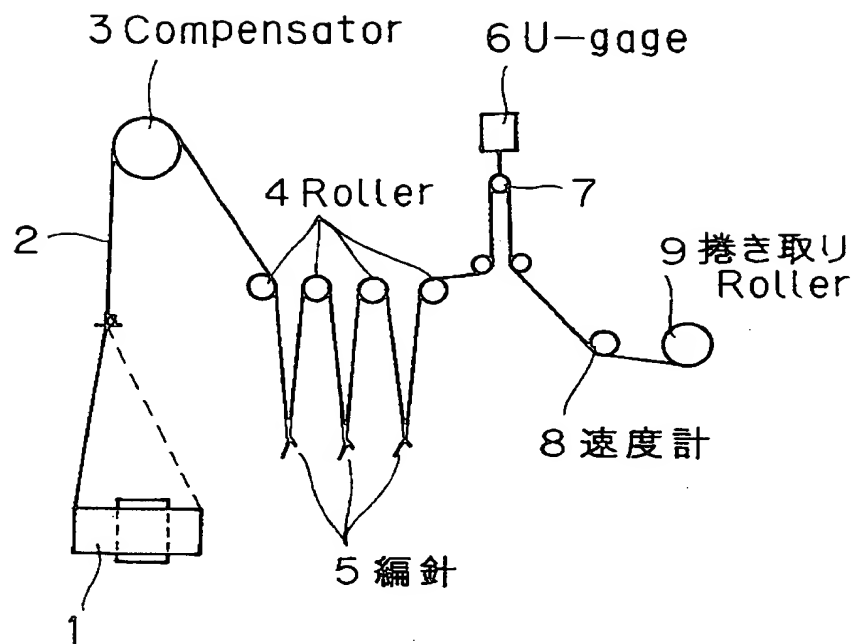 3 Compensator
6 U-gage
4 Roller
7
2
9 捲き取り
Roller
8 速度計
5 編針
1